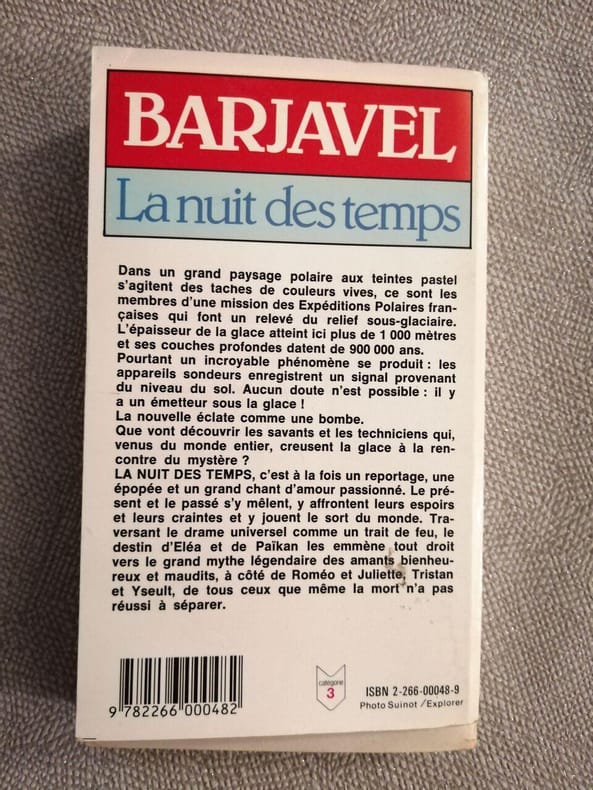 BARJAVEL
La nuit des temps
Dans un grand paysage polaire aux teintes pastel
s'agitent des taches de couleurs vives, ce sont les
membres d'une mission des Expéditions Polaires fran-
çaises qui font un relevé du relief sous-glaciaire.
L'épaisseur de la glace atteint ici plus de 1 000 mètres
et ses couches profondes datent de 900 000 ans.
Pourtant un incroyable phénomène se produit : les
appareils sondeurs enregistrent un signal provenant
du niveau du sol. Aucun doute n'est possible : il y
a un émetteur sous la glace !
La nouvelle éclate comme une bombe.
Que vont découvrir les savants et les techniciens qui,
venus du monde entier, creusent la glace à la ren-
contre du mystère ?
LA NUIT DES TEMPS, c'est à la fois un reportage, une
épopée et un grand chant d'amour passionné. Le pré-
sent et le passé s'y mêlent, y affrontent leurs espoirs
et leurs craintes et y jouent le sort du monde. Tra-
versant le drame universel comme un trait de feu, le
destin d'Eléa et de Païkan les emmène tout droit
vers le grand mythe légendaire des amants bienheu-
reux et maudits, à côté de Roméo et Juliette, Tristan
et Yseult, de tous ceux que même la mort n'a pas
réussi à séparer.
9 782266 000482
catégorie
3
ISBN 2-266-00048-9
Photo Suinot / Explorer